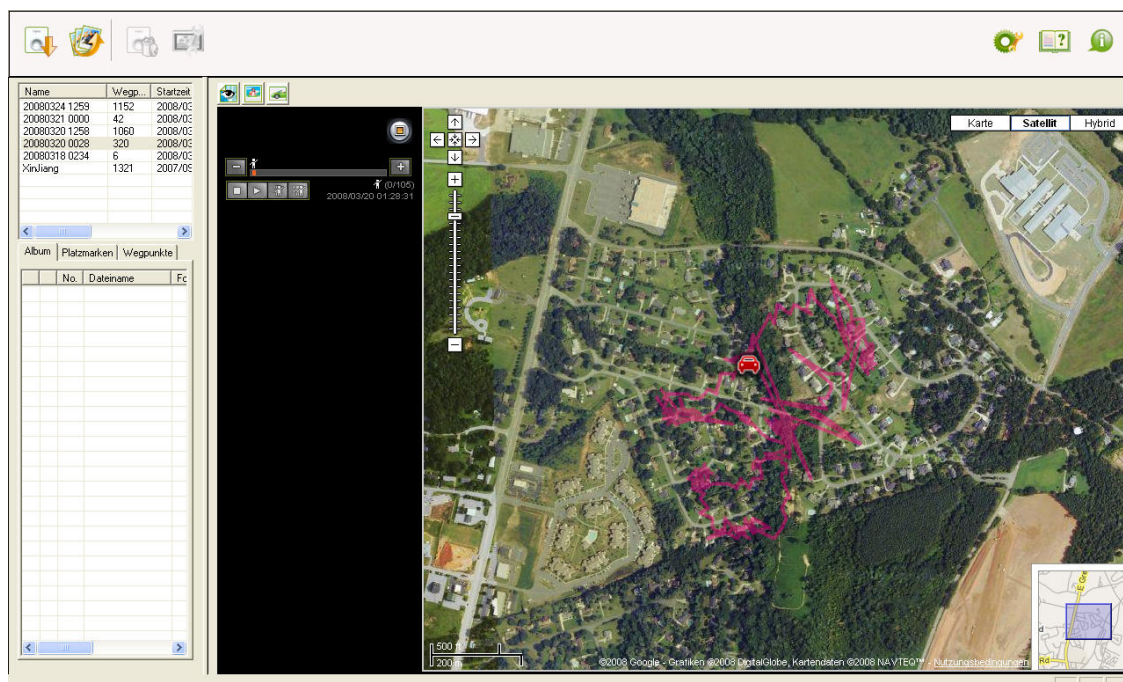 Name Wegp... Startzeit
20080324 1259 1152 2008/03
20080321 0000 42 2008/03
20080320 1258 1060 2008/03
20080320 0028 320 2008/03
20080318 0234 6 2008/03
XinJiang 1321 2007/09
Album Platzmarken Wegpunkte
No. Dateiname Fo
(0/105)
2008/03/20 01:28:31
Karte Satellit Hybrid
500 ft
200 m
©2008 Google - Grafiken ©2008 DigitalGlobe, Kartendaten ©2008 NAVTEQ™ - Nutzungsbedingungen
E Gre
d
Rd